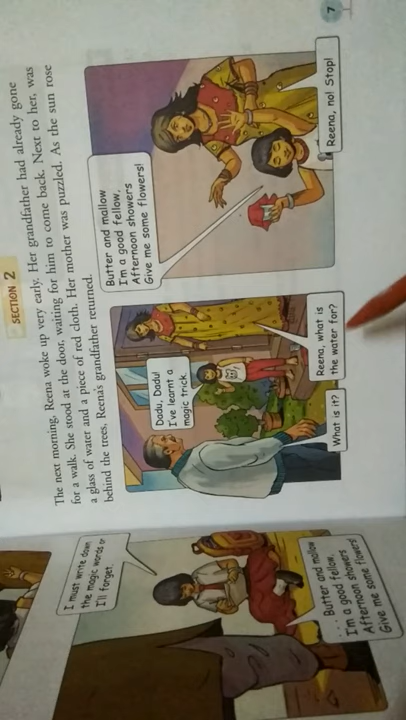 I must write down
the magic words or
I'll forget.
Butter and mallow
. . . .
I'm a good fellow,
Afternoon showers
Give me some flowers!
SECTION 2
The next morning, Reena woke up very early. Her grandfather had already gone
for a walk. She stood at the door, waiting for him to come back. Next to her, was
a glass of water and a piece of red cloth. Her mother was puzzled. As the sun rose
behind the trees, Reena's grandfather returned.
Dadu, Dadu!
I've learnt a
magic trick.
What is it?
Reena, what is
the water for?
Butter and mallow
I'm a good fellow,
Afternoon showers
Give me some flowers!
Reena, no! Stop!
7